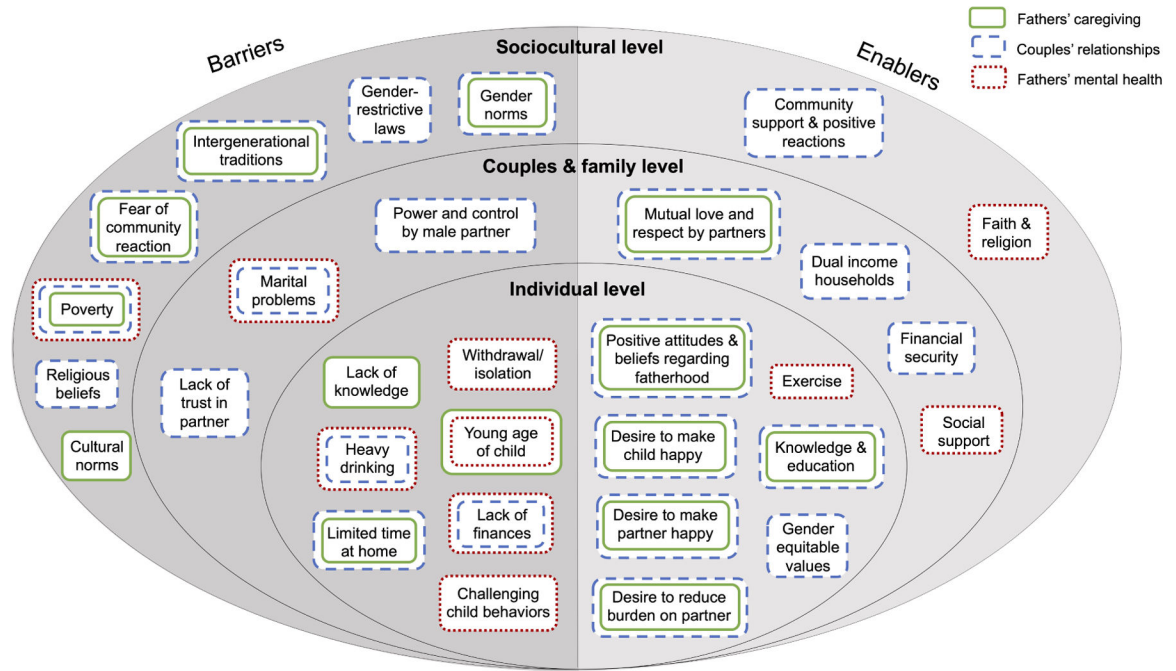 Fathers' caregiving
Couples' relationships
Fathers' mental health
Barriers
Enablers
Sociocultural level
Gender-
restrictive
laws
Gender
norms
Intergenerational
traditions
Fear of
community
reaction
Poverty
Religious
beliefs
Cultural
norms
Community
support & positive
reactions
Faith &
religion
Couples & family level
Power and control
by male partner
Marital
problems
Lack of
trust in
partner
Mutual love and
respect by partners
Dual income
households
Financial
security
Social
support
Individual level
Lack of
knowledge
Withdrawal/
isolation
Heavy
drinking
Young age
of child
Limited time
at home
Lack of
finances
Challenging
child behaviors
Positive attitudes &
beliefs regarding
fatherhood
Exercise
Desire to make
child happy
Knowledge &
education
Desire to make
partner happy
Gender
equitable
values
Desire to reduce
burden on partner